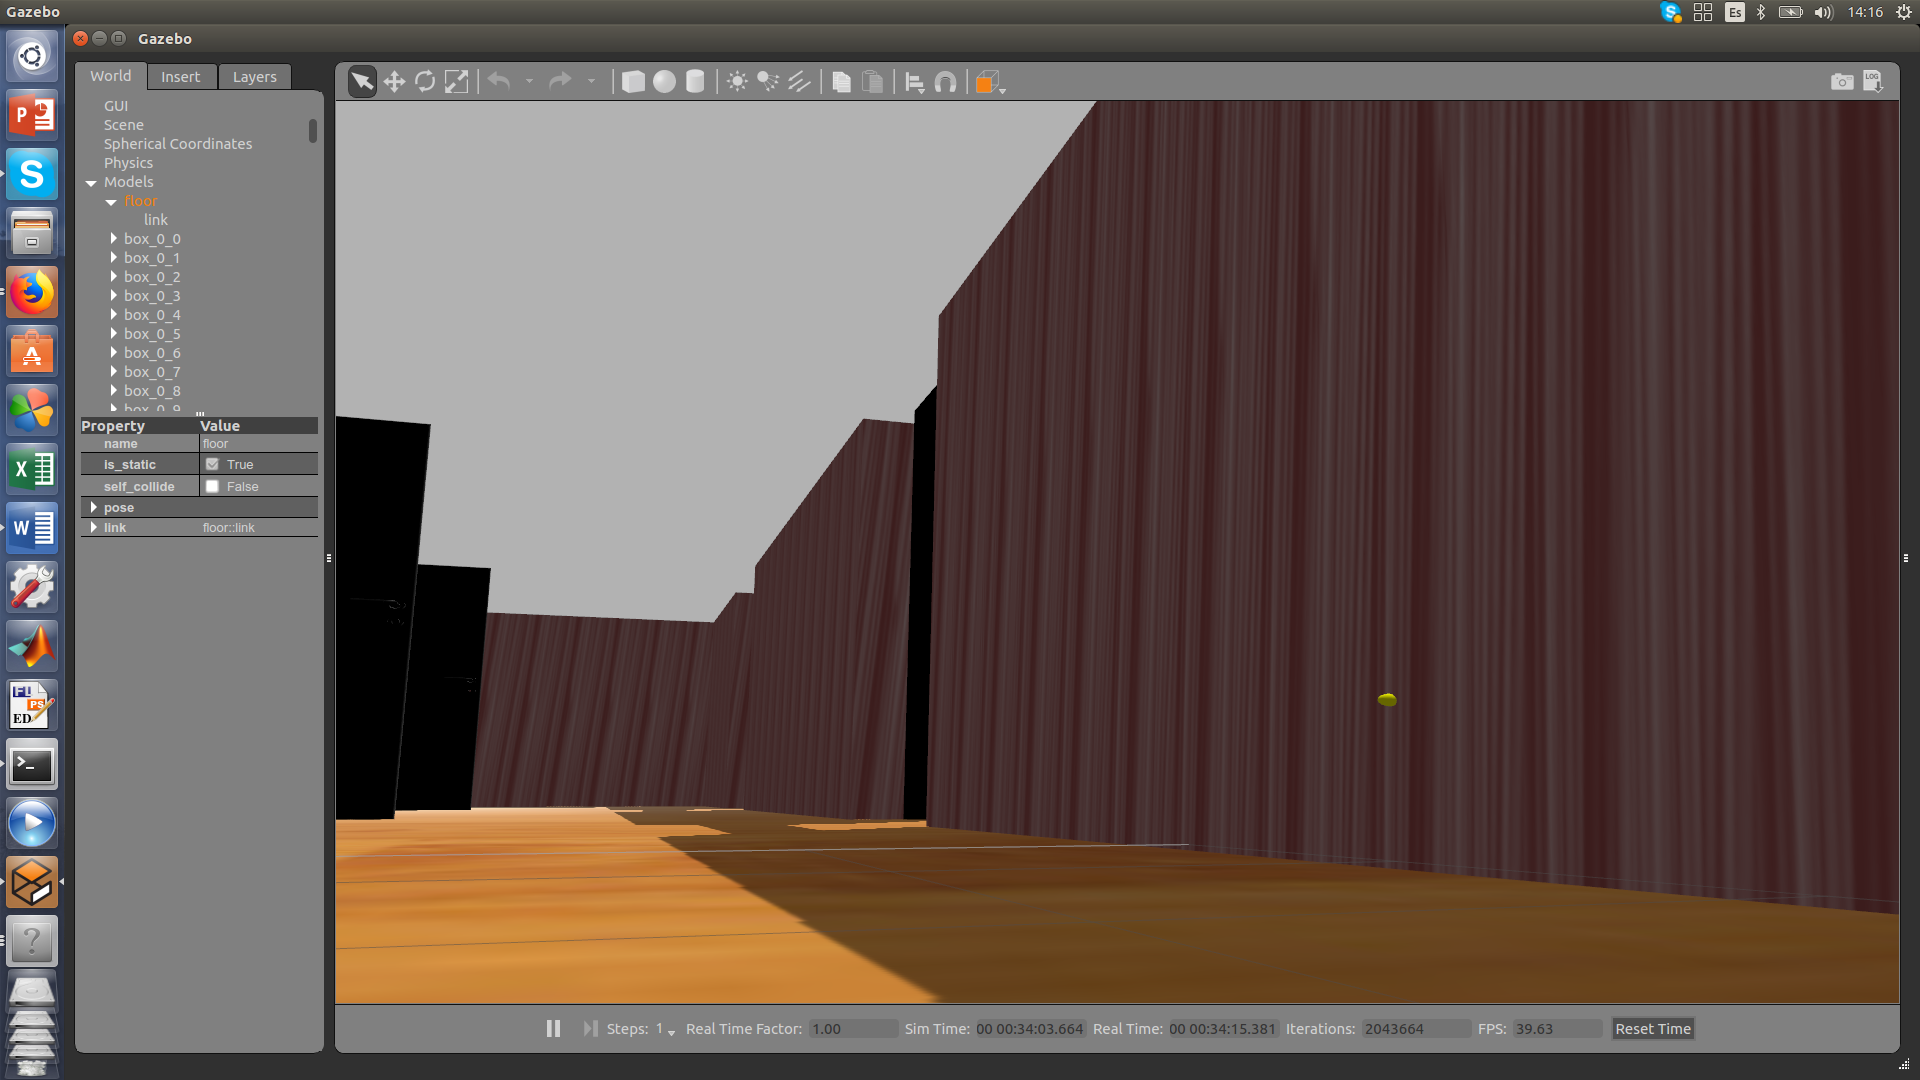 Gazebo
Es
14:16
Gazebo
World
Insert
Layers
LOG
GUI
Scene
Spherical Coordinates
Physics
Models
floor
link
box_0_0
box_0_1
box_0_2
box_0_3
box_0_4
box_0_5
box_0_6
box_0_7
box_0_8
box_0_9
Property Value
name floor
is_static True
self_collide False
pose
link floor::link
Steps: 1 Real Time Factor: 1.00 Sim Time: 00 00:34:03.664 Real Time: 00 00:34:15.381 Iterations: 2043664 FPS: 39.63 Reset Time